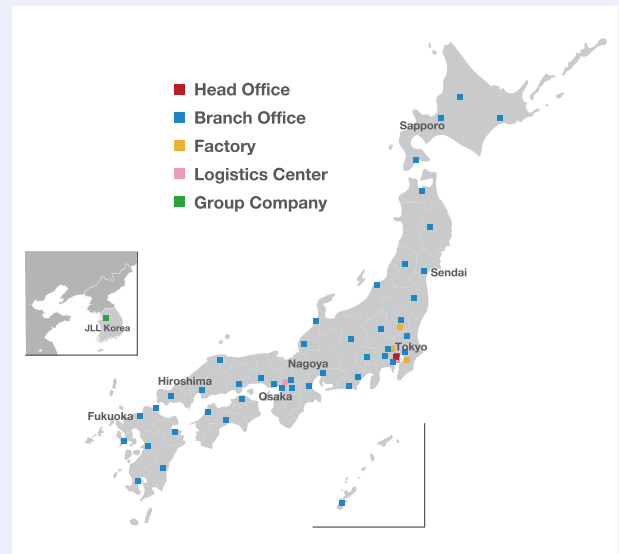 Head Office
Branch Office
Factory
Logistics Center
Group Company
Sapporo
Sendai
JLL Korea
Tokyo
Nagoya
Hiroshima
Osaka
Fukuoka